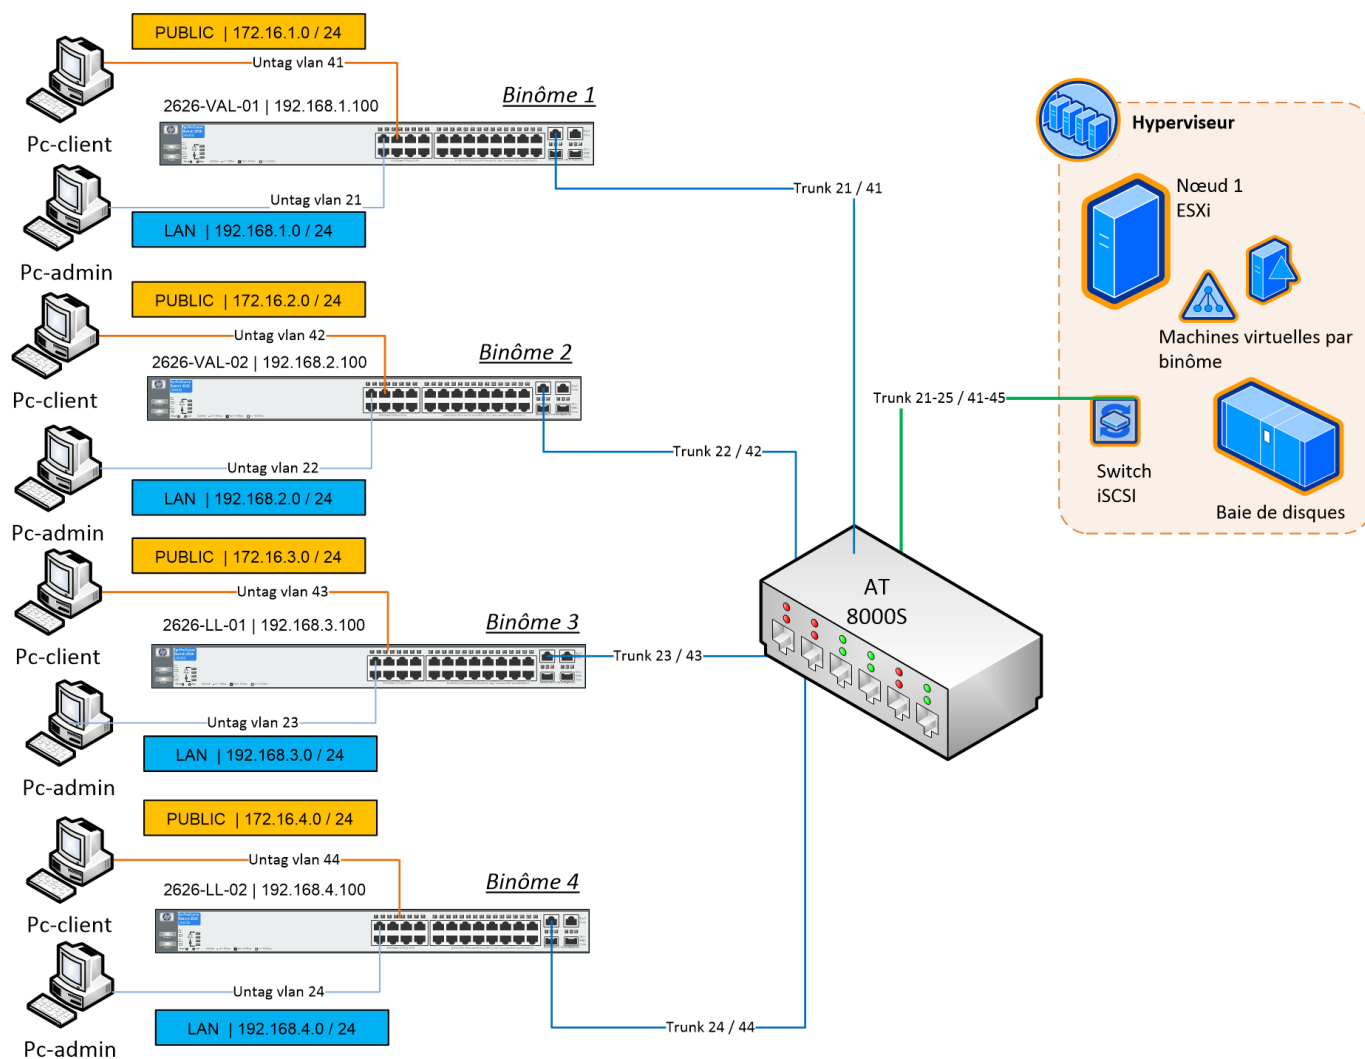 PUBLIC | 172.16.1.0 / 24
Untag vlan 41
2626-VAL-01 | 192.168.1.100
Binôme 1
Pc-client
Untag vlan 21
LAN | 192.168.1.0 / 24
Pc-admin
Trunk 21 / 41
PUBLIC | 172.16.2.0 / 24
Untag vlan 42
2626-VAL-02 | 192.168.2.100
Binôme 2
Pc-client
Untag vlan 22
LAN | 192.168.2.0 / 24
Pc-admin
Trunk 22 / 42
PUBLIC | 172.16.3.0 / 24
Untag vlan 43
2626-LL-01 | 192.168.3.100
Binôme 3
Pc-client
Untag vlan 23
LAN | 192.168.3.0 / 24
Pc-admin
Trunk 23 / 43
PUBLIC | 172.16.4.0 / 24
Untag vlan 44
2626-LL-02 | 192.168.4.100
Binôme 4
Pc-client
Untag vlan 24
LAN | 192.168.4.0 / 24
Pc-admin
Trunk 24 / 44
AT
8000S
Trunk 21-25 / 41-45
Hyperviseur
Nœud 1
ESXi
Machines virtuelles par
binôme
Switch
iSCSI
Baie de disques